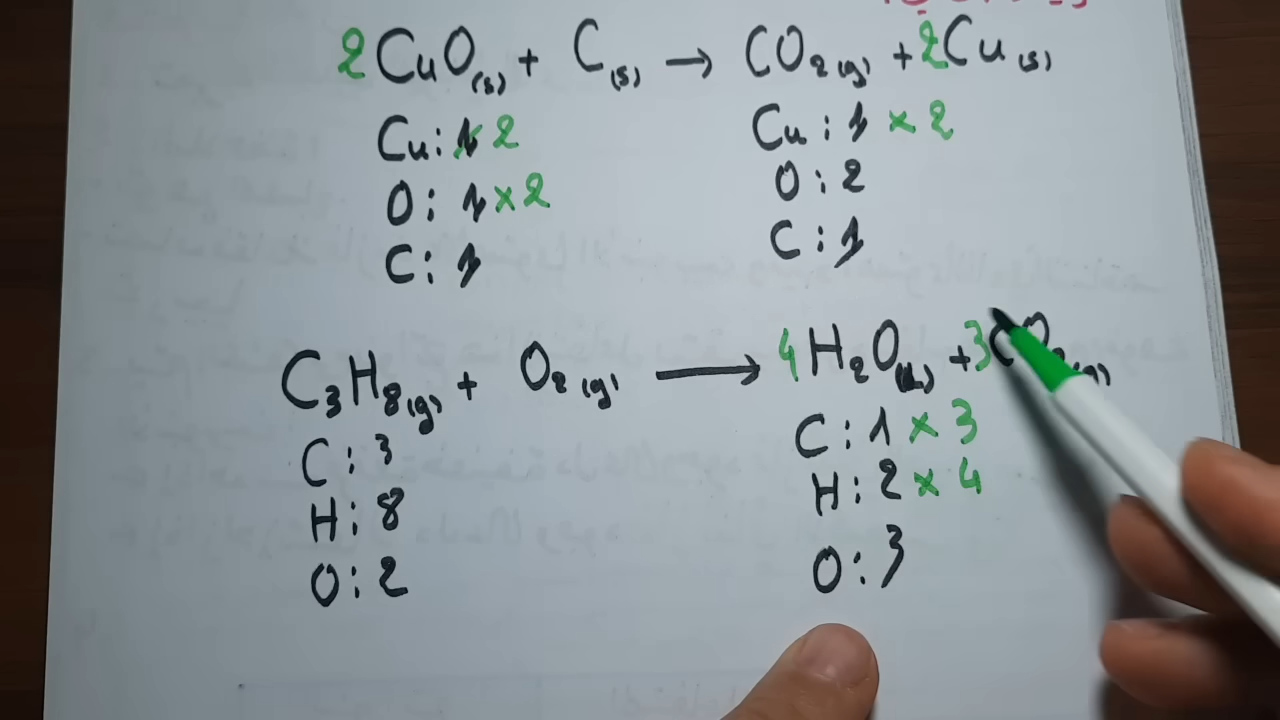 2CuO(s) + C(s) → CO2(g) + 2Cu(s)
Cu: 1×2 Cu: 1×2
O: 1×2 O: 2
C: 1 C: 1
C3H8(g) + O2(g) → 4H2O + 3CO2(g)
C: 3 C: 1×3
H: 8 H: 2×4
O: 2 O: 3